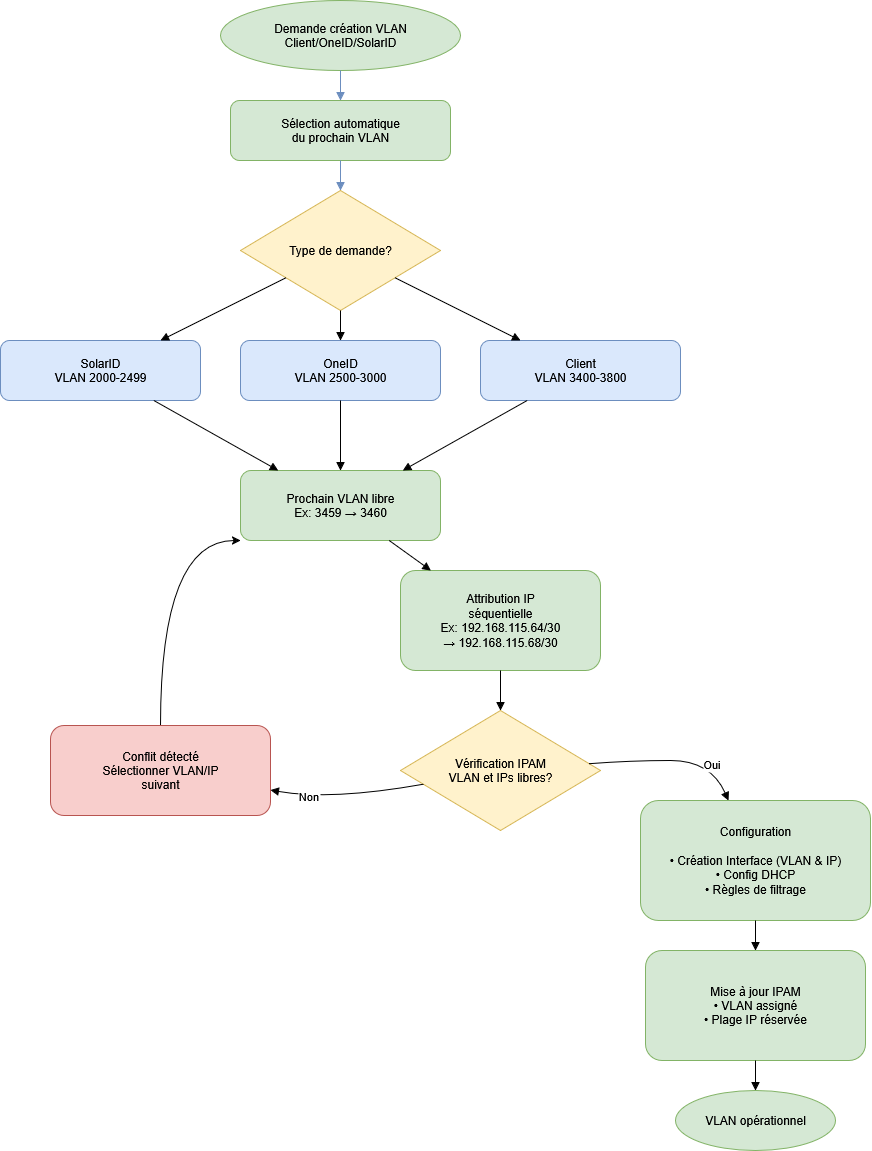 Demande création VLAN
Client/OneID/SolarID
Sélection automatique
du prochain VLAN
Type de demande?
SolarID
VLAN 2000-2499
OneID
VLAN 2500-3000
Client
VLAN 3400-3800
Prochain VLAN libre
Ex: 3459 → 3460
Attribution IP
séquentielle
Ex: 192.168.115.64/30
→ 192.168.115.68/30
Conflit détecté
Sélectionner VLAN/IP
suivant
Non
Vérification IPAM
VLAN et IPs libres?
Oui
Configuration
• Création Interface (VLAN & IP)
• Config DHCP
• Règles de filtrage
Mise à jour IPAM
• VLAN assigné
• Plage IP réservée
VLAN opérationnel